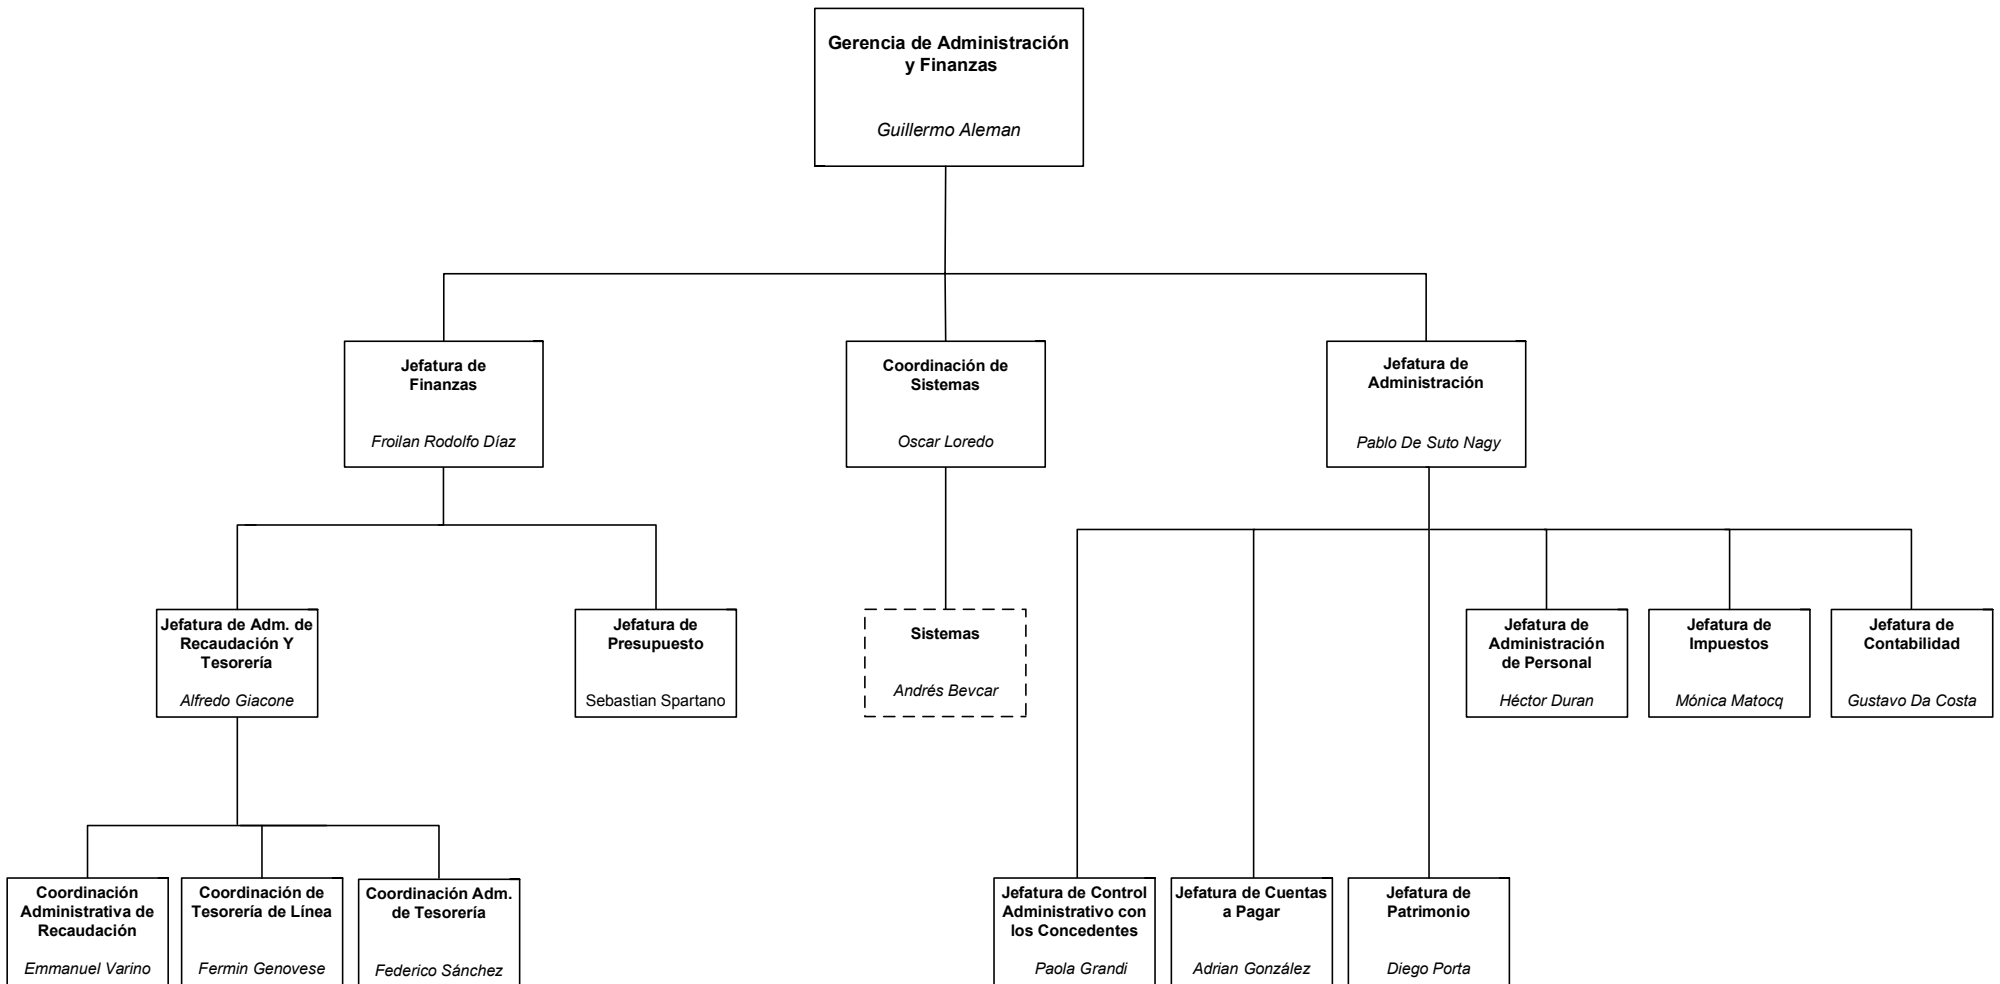 Gerencia de Administración
y Finanzas
Guillermo Aleman
Jefatura de
Finanzas
Froilan Rodolfo Díaz
Coordinación de
Sistemas
Oscar Loredo
Jefatura de
Administración
Pablo De Suto Nagy
Jefatura de Adm. de
Recaudación Y
Tesorería
Alfredo Giacone
Jefatura de
Presupuesto
Sebastian Spartano
Sistemas
Andrés Bevcar
Jefatura de
Administración
de Personal
Héctor Duran
Jefatura de
Impuestos
Mónica Matocq
Jefatura de
Contabilidad
Gustavo Da Costa
Coordinación
Administrativa de
Recaudación
Emmanuel Varino
Coordinación de
Tesorería de Línea
Fermin Genovese
Coordinación Adm.
de Tesorería
Federico Sánchez
Jefatura de Control
Administrativo con
los Concedentes
Paola Grandi
Jefatura de Cuentas
a Pagar
Adrian González
Jefatura de
Patrimonio
Diego Porta